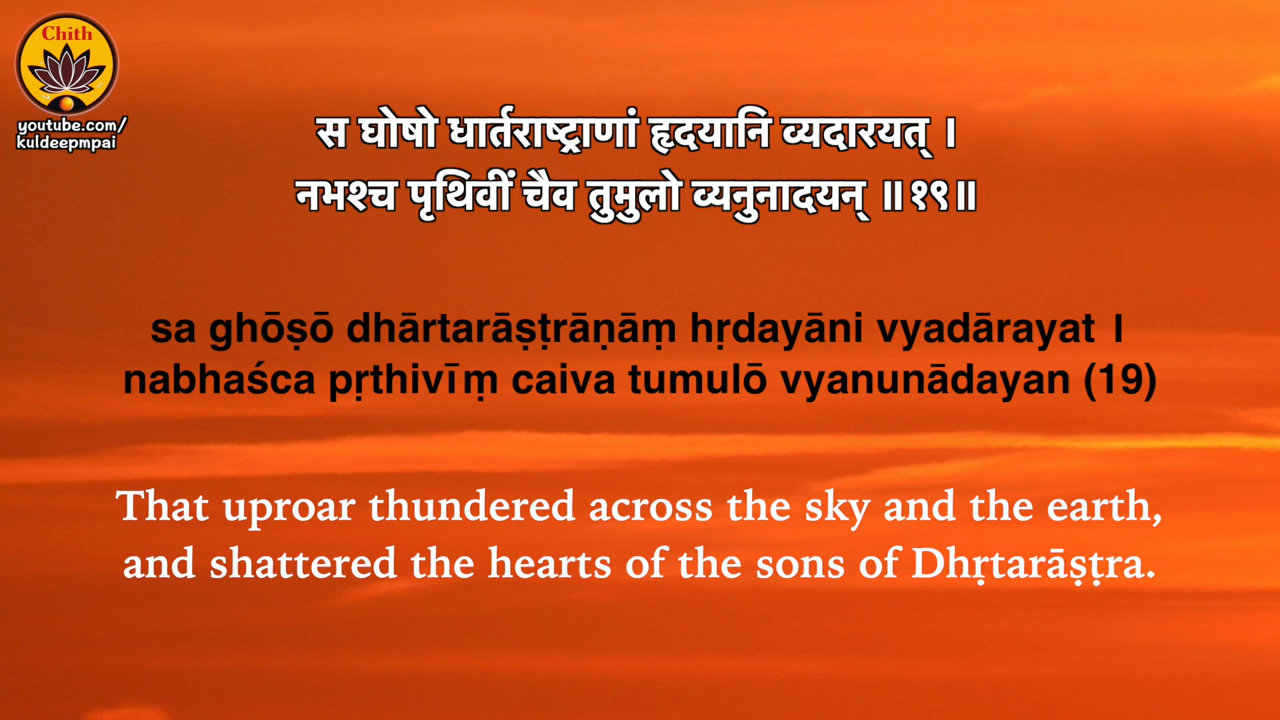 Chith
youtube.com/
kuldeepmpai
स घोषो धार्तराष्ट्राणां हृदयानि व्यदारयत् ।
नभश्च पृथिवीं चैव तुमुलो व्यनुनादयन् ॥१९॥
sa ghōṣō dhārtarāṣṭrāṇāṃ hṛdayāni vyadārayat ।
nabhaśca pṛthivīṃ caiva tumulō vyanunādayan (19)
That uproar thundered across the sky and the earth,
and shattered the hearts of the sons of Dhṛtarāṣṭra.